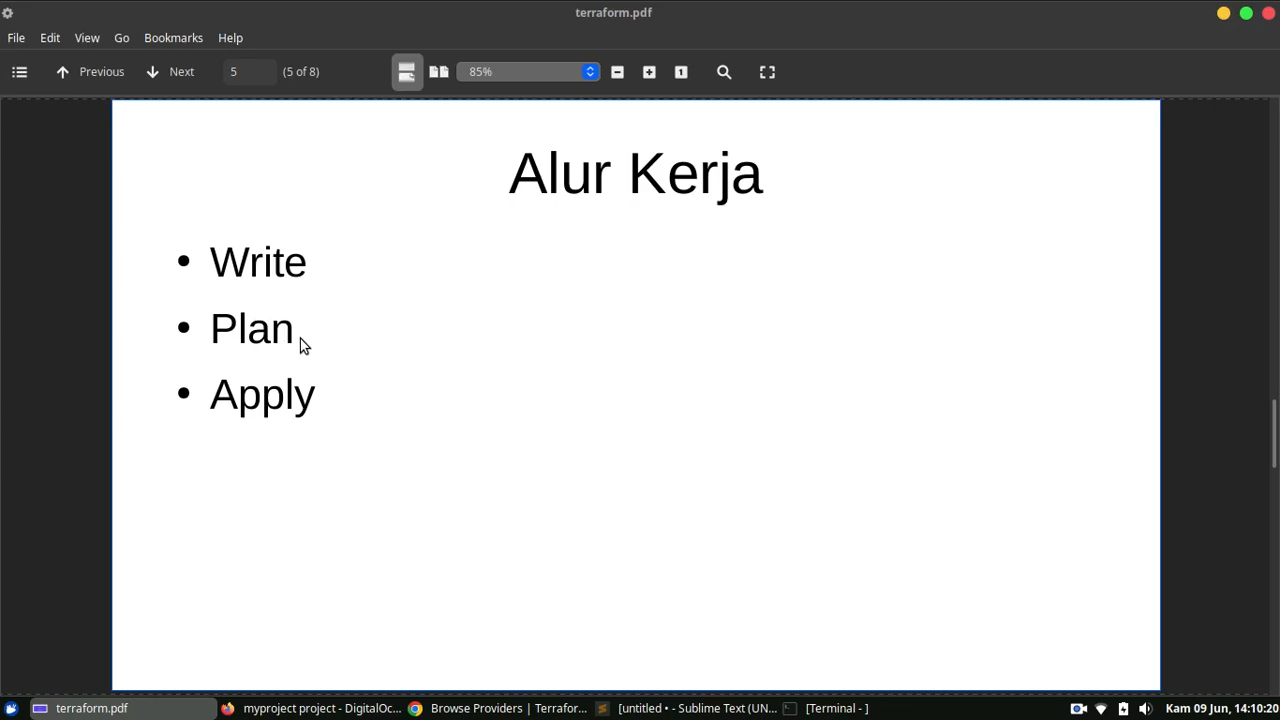 terraform.pdf
File Edit View Go Bookmarks Help
Previous Next 5 (5 of 8) 85% 1
Alur Kerja
• Write
• Plan
• Apply
terraform.pdf myproject project - DigitalOc... Browse Providers | Terrafor... [untitled • - Sublime Text (UN... [Terminal - ] Kam 09 Jun, 14:10:20